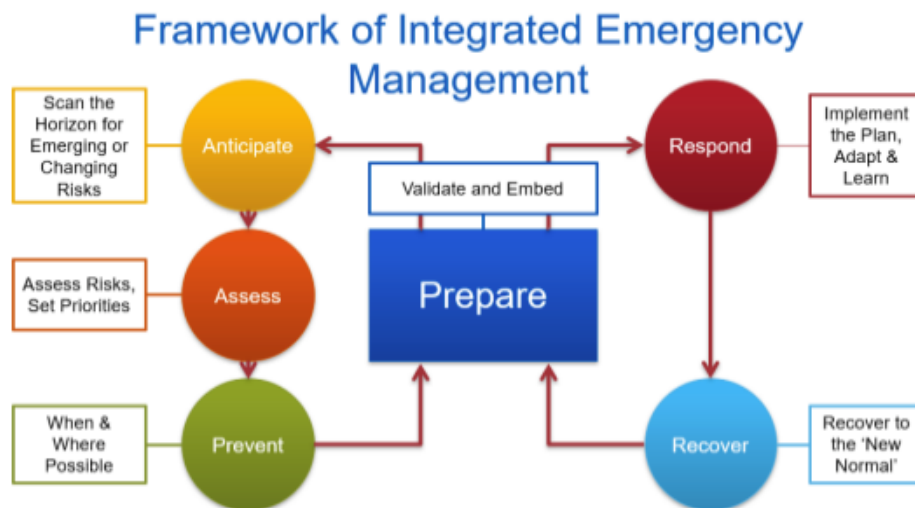 Framework of Integrated Emergency
Management
Scan the
Horizon for
Emerging or
Changing
Risks
Anticipate
Validate and Embed
Respond
Implement
the Plan,
Adapt &
Learn
Assess Risks,
Set Priorities
Assess
Prepare
When &
Where
Possible
Prevent
Recover
Recover to
the ‘New
Normal’